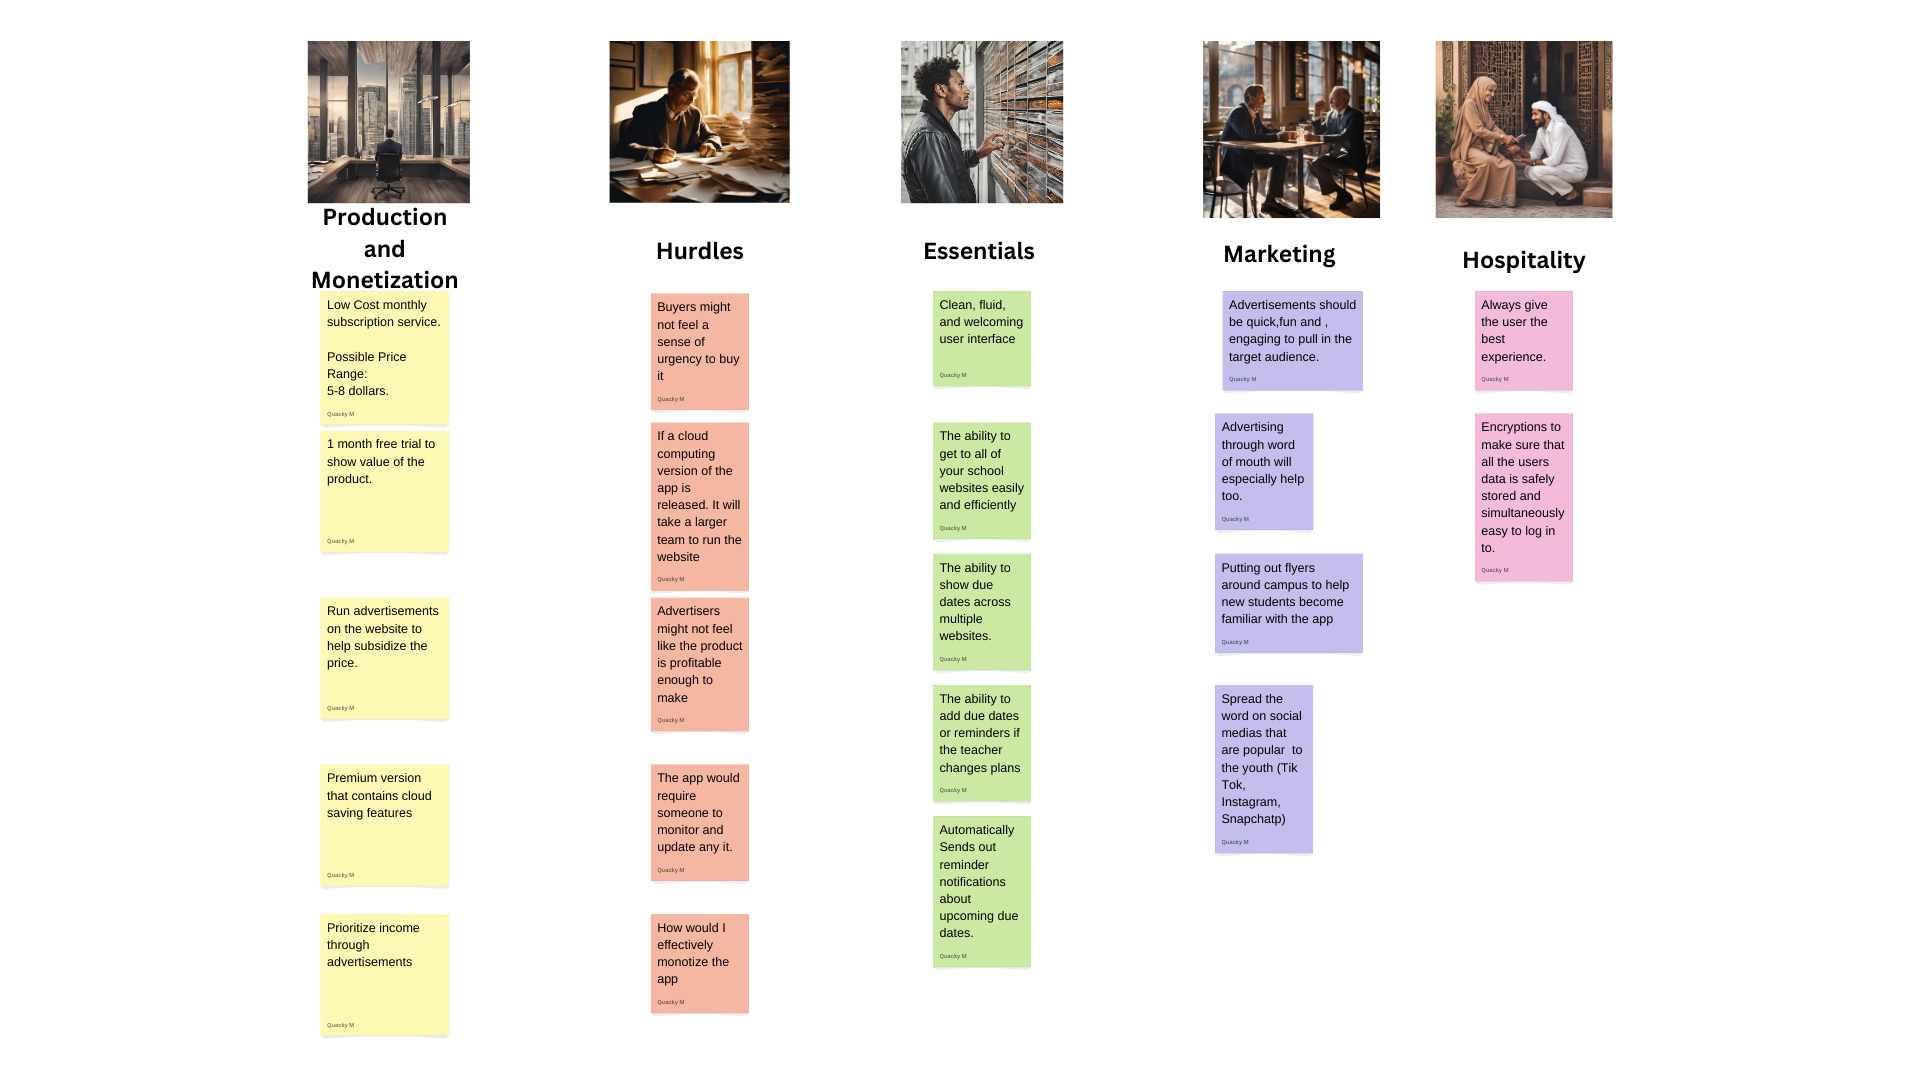 Production
and
Monetization
Low Cost monthly
subscription service.
Possible Price
Range:
5-8 dollars.
Quacky M
1 month free trial to
show value of the
product.
Quacky M
Run advertisements
on the website to
help subsidize the
price.
Quacky M
Premium version
that contains cloud
saving features
Quacky M
Prioritize income
through
advertisements
Quacky M
Hurdles
Buyers might
not feel a
sense of
urgency to buy
it
Quacky M
If a cloud
computing
version of the
app is
released. It will
take a larger
team to run the
website
Quacky M
Advertisers
might not feel
like the product
is profitable
enough to
make
Quacky M
The app would
require
someone to
monitor and
update any it.
Quacky M
How would I
effectively
monotize the
app
Quacky M
Essentials
Clean, fluid,
and welcoming
user interface
Quacky M
The ability to
get to all of
your school
websites easily
and efficiently
Quacky M
The ability to
show due
dates across
multiple
websites.
Quacky M
The ability to
add due dates
or reminders if
the teacher
changes plans
Quacky M
Automatically
Sends out
reminder
notifications
about
upcoming due
dates.
Quacky M
Marketing
Advertisements should
be quick,fun and ,
engaging to pull in the
target audience.
Quacky M
Advertising
through word
of mouth will
especially help
too.
Quacky M
Putting out flyers
around campus to help
new students become
familiar with the app
Quacky M
Spread the
word on social
medias that
are popular  to
the youth (Tik
Tok,
Instagram,
Snapchatp)
Quacky M
Hospitality
Always give
the user the
best
experience.
Quacky M
Encryptions to
make sure that
all the users
data is safely
stored and
simultaneously
easy to log in
to.
Quacky M